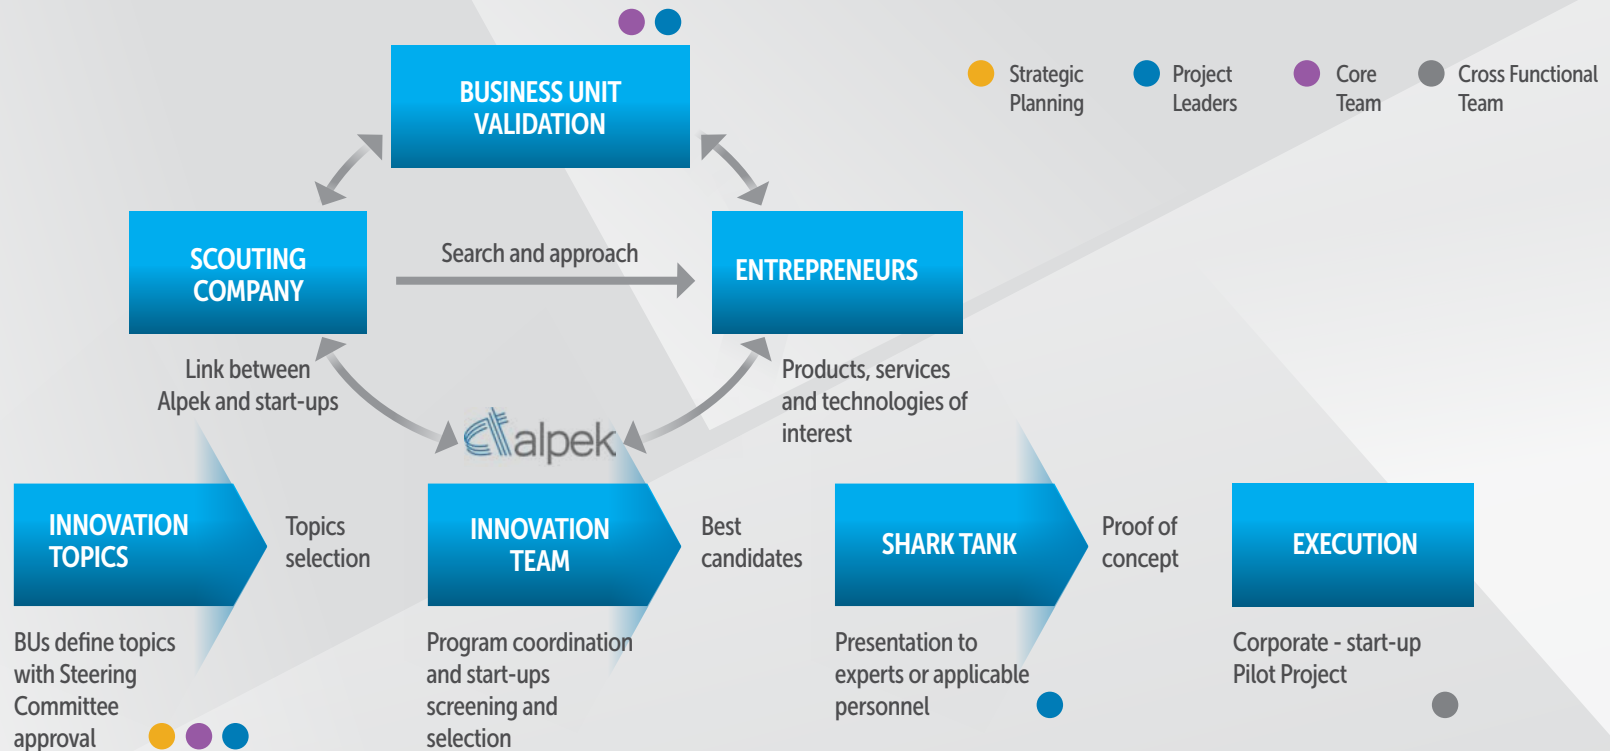 BUSINESS UNIT
VALIDATION
Strategic
Planning
Project
Leaders
Core
Team
Cross Functional
Team
SCOUTING
COMPANY
Search and approach
ENTREPRENEURS
Link between
Alpek and start-ups
Products, services
and technologies of
interest
alpek
INNOVATION
TOPICS
Topics
selection
INNOVATION
TEAM
Best
candidates
SHARK TANK
Proof of
concept
EXECUTION
BUs define topics
with Steering
Committee
approval
Program coordination
and start-ups
screening and
selection
Presentation to
experts or applicable
personnel
Corporate - start-up
Pilot Project